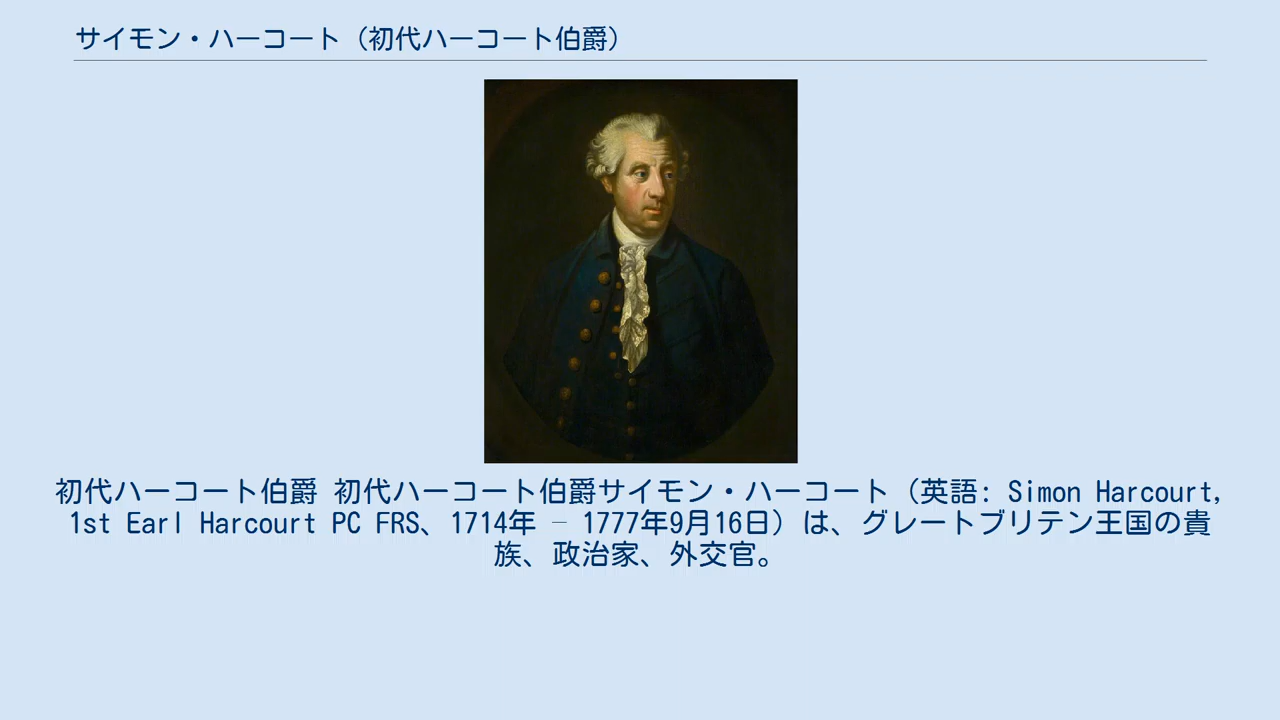 サイモン・ハーコート（初代ハーコート伯爵）
初代ハーコート伯爵 初代ハーコート伯爵サイモン・ハーコート（英語: Simon Harcourt,
1st Earl Harcourt PC FRS、1714年 – 1777年9月16日）は、グレートブリテン王国の貴
族、政治家、外交官。